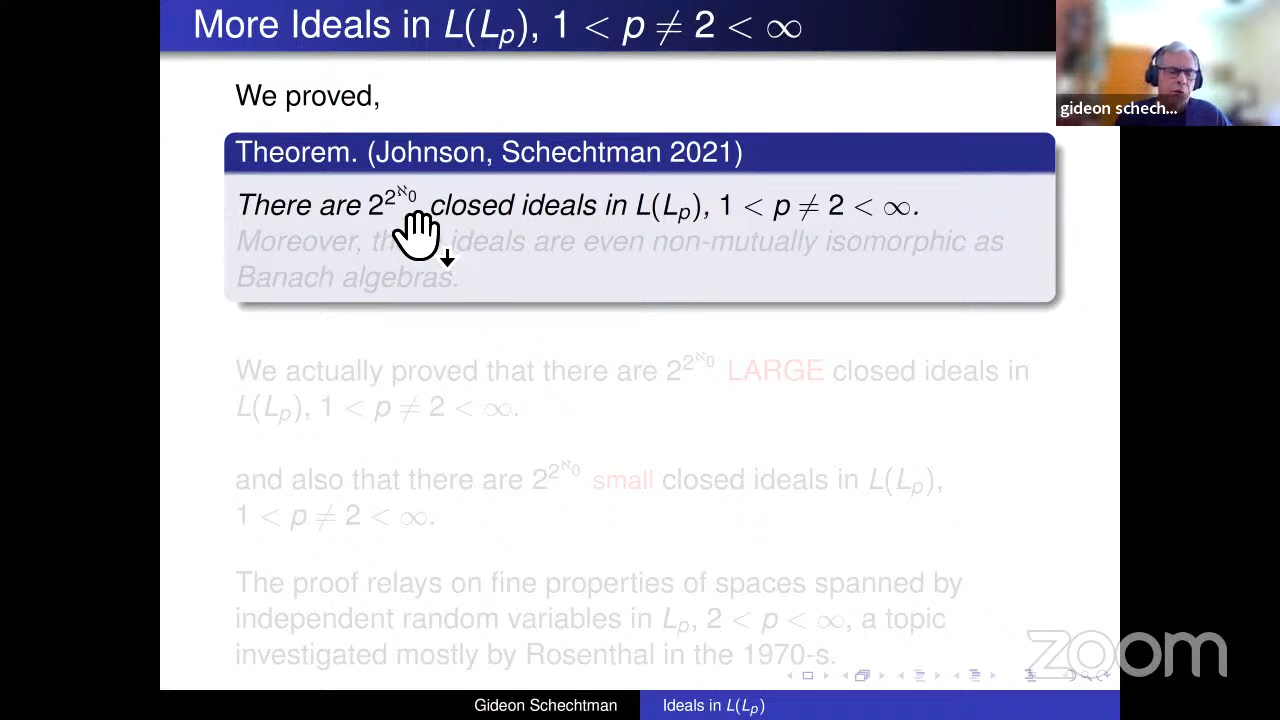 More Ideals in L(Lₚ), 1 < p ≠ 2 < ∞
gideon schech...
We proved,
Theorem. (Johnson, Schechtman 2021)
There are 2^{2^{ℵ₀}} closed ideals in L(Lₚ), 1 < p ≠ 2 < ∞.
Moreover, ideals are even non-mutually isomorphic as
Banach algebras.
We actually proved that there are 2^{2^{ℵ₀}} LARGE closed ideals in
L(Lₚ), 1 < p ≠ 2 < ∞.
and also that there are 2^{2^{ℵ₀}} small closed ideals in L(Lₚ),
1 < p ≠ 2 < ∞.
The proof relays on fine properties of spaces spanned by
independent random variables in Lₚ, 2 < p < ∞, a topic
investigated mostly by Rosenthal in the 1970-s.
zoom
Gideon Schechtman
Ideals in L(Lₚ)